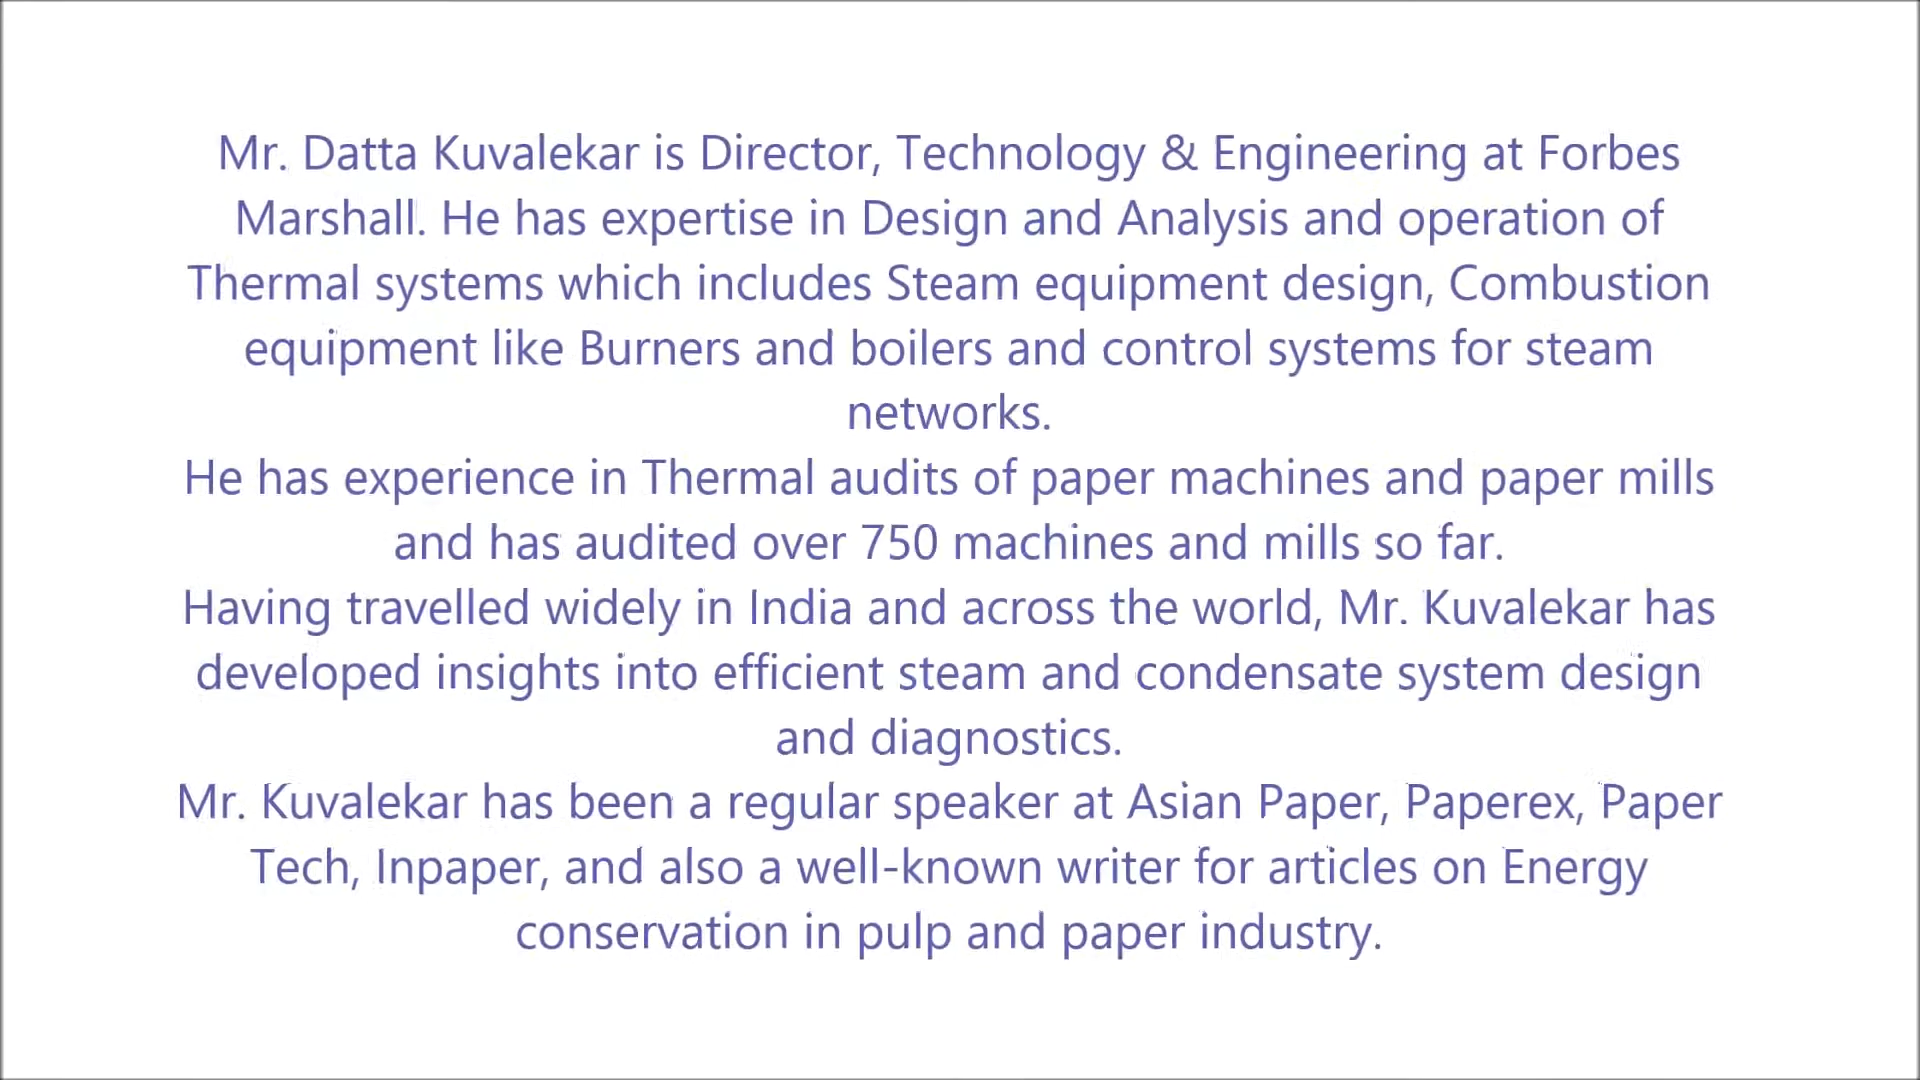 Mr. Datta Kuvalekar is Director, Technology & Engineering at Forbes
Marshall. He has expertise in Design and Analysis and operation of
Thermal systems which includes Steam equipment design, Combustion
equipment like Burners and boilers and control systems for steam
networks.
He has experience in Thermal audits of paper machines and paper mills
and has audited over 750 machines and mills so far.
Having travelled widely in India and across the world, Mr. Kuvalekar has
developed insights into efficient steam and condensate system design
and diagnostics.
Mr. Kuvalekar has been a regular speaker at Asian Paper, Paperex, Paper
Tech, Inpaper, and also a well-known writer for articles on Energy
conservation in pulp and paper industry.